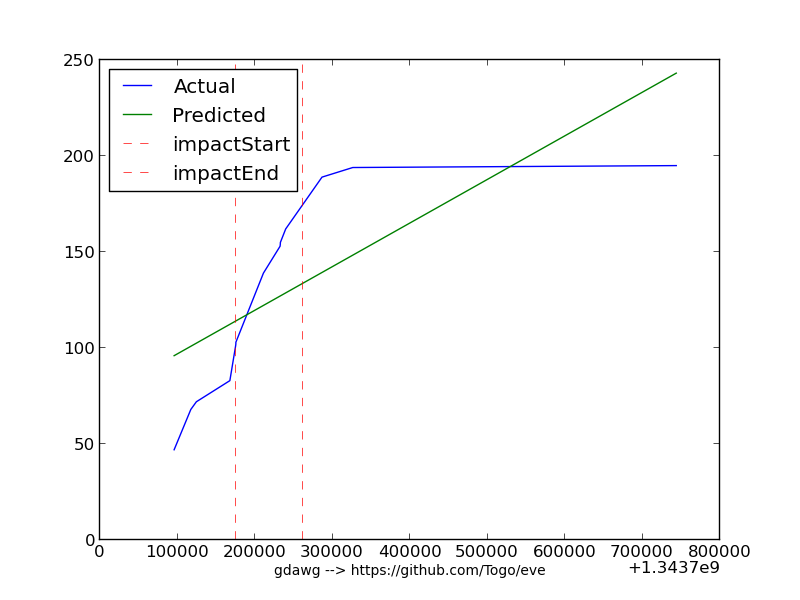 250
200
150
100
50
0
Actual
Predicted
impactStart
impactEnd
0 100000 200000 300000 400000 500000 600000 700000 800000
+1.3437e9
gdawg --> https://github.com/Togo/eve